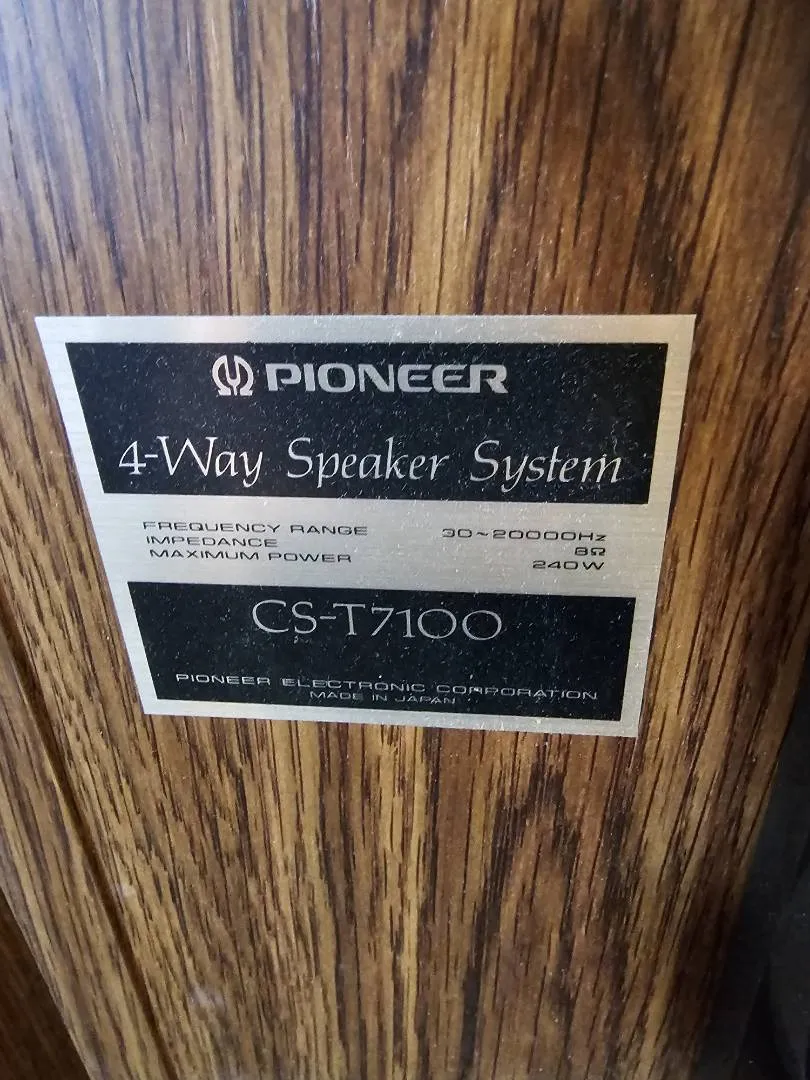 PIONEER
4-Way Speaker System
FREQUENCY RANGE 30~20000Hz
IMPEDANCE 8Ω
MAXIMUM POWER 240W
CS-T7100
PIONEER ELECTRONIC CORPORATION
MADE IN JAPAN